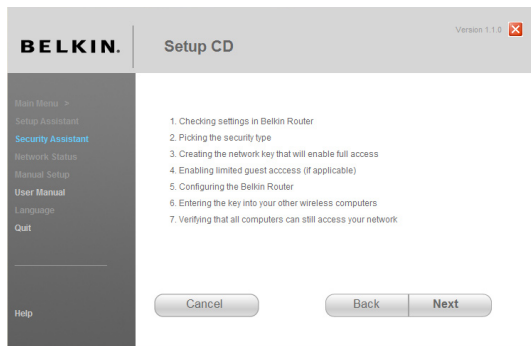 BELKIN.
Setup CD
Version 1.1.0
Main Menu >
Setup Assistant
Security Assistant
Network Status
Manual Setup
User Manual
Language
Quit
Help
1. Checking settings in Belkin Router
2. Picking the security type
3. Creating the network key that will enable full access
4. Enabling limited guest acccess (if applicable)
5. Configuring the Belkin Router
6. Entering the key into your other wireless computers
7. Verifying that all computers can still access your network
Cancel
Back
Next